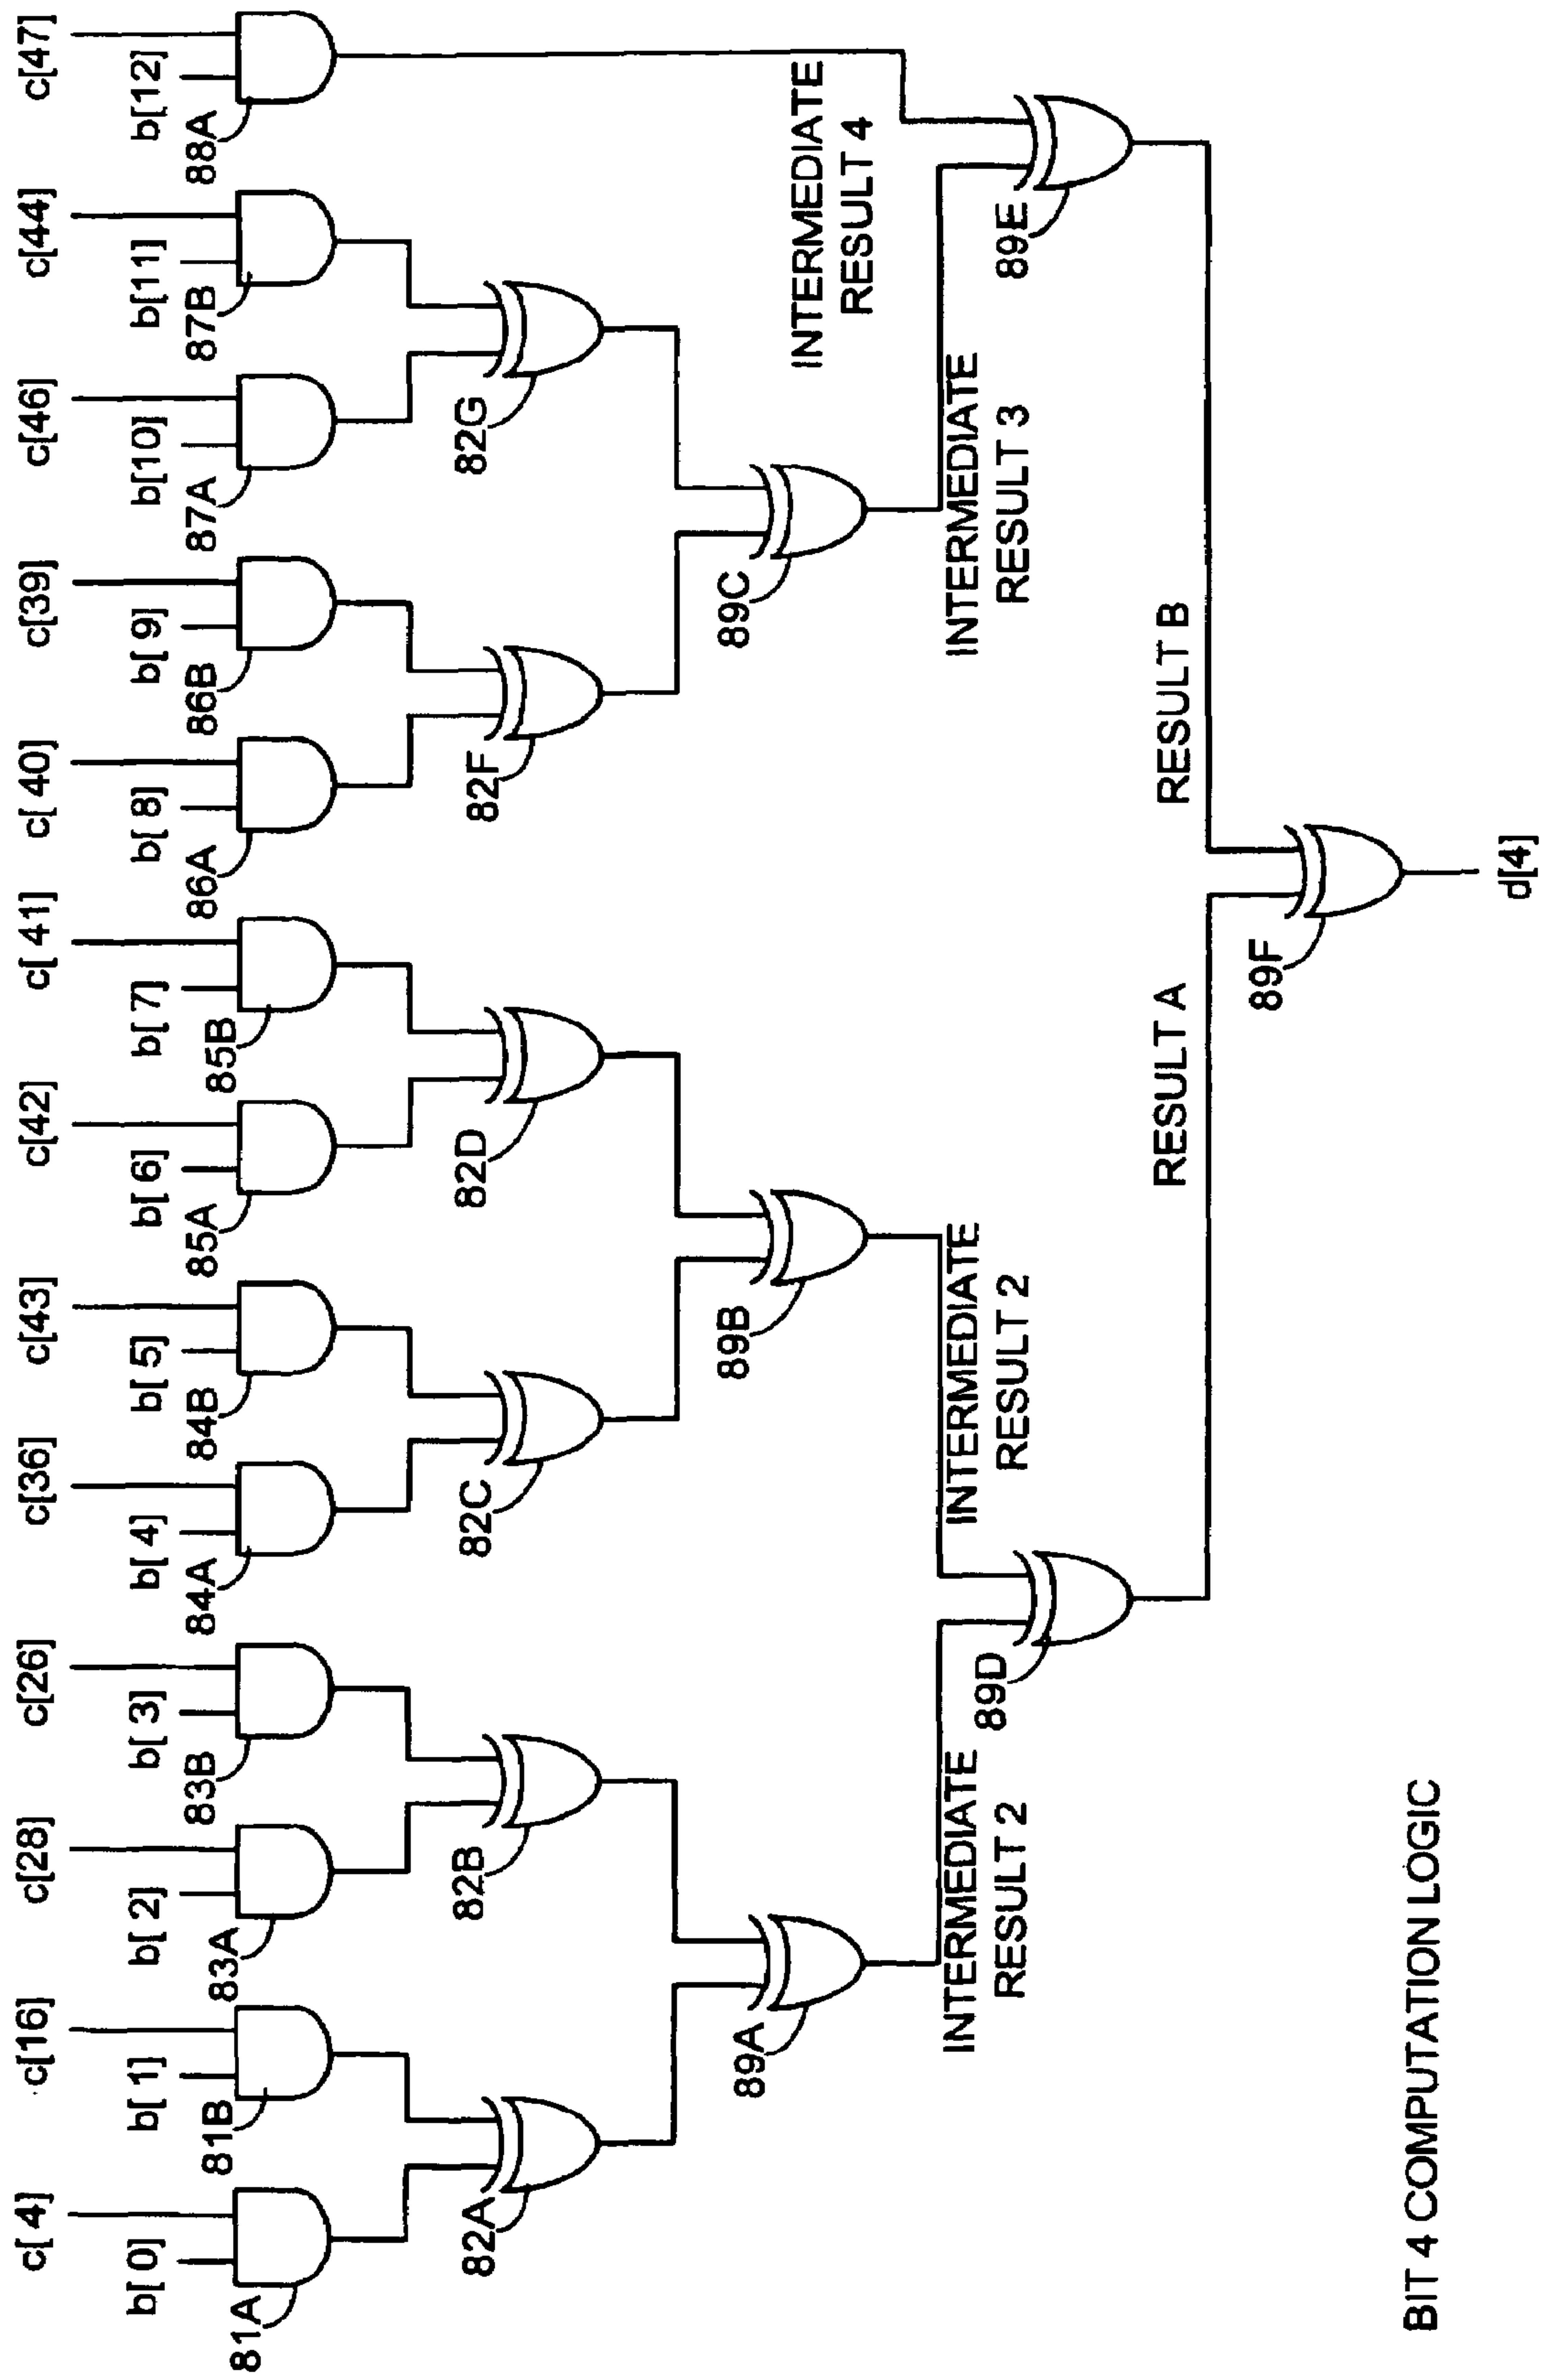 c[ 4]
c[16]
c[28]
c[26]
c[36]
c[43]
c[42]
c[ 41]
c[ 40]
c[39]
c[46]
c[44]
c[47]
b[ 0]
b[ 1]
b[ 2]
b[ 3]
b[ 4]
b[ 5]
b[ 6]
b[7]
b[ 8]
b[ 9]
b[10]
b[11]
b[12]
81A
81B
83A
83B
84A
84B
85A
85B
86A
86B
87A
87B
88A
82A
82B
82C
82D
82F
82G
89A
89B
89C
INTERMEDIATE
RESULT 4
INTERMEDIATE
RESULT 2
INTERMEDIATE
RESULT 2
INTERMEDIATE
RESULT 3
89D
89E
RESULT A
RESULT B
89F
d[4]
BIT 4 COMPUTATION LOGIC